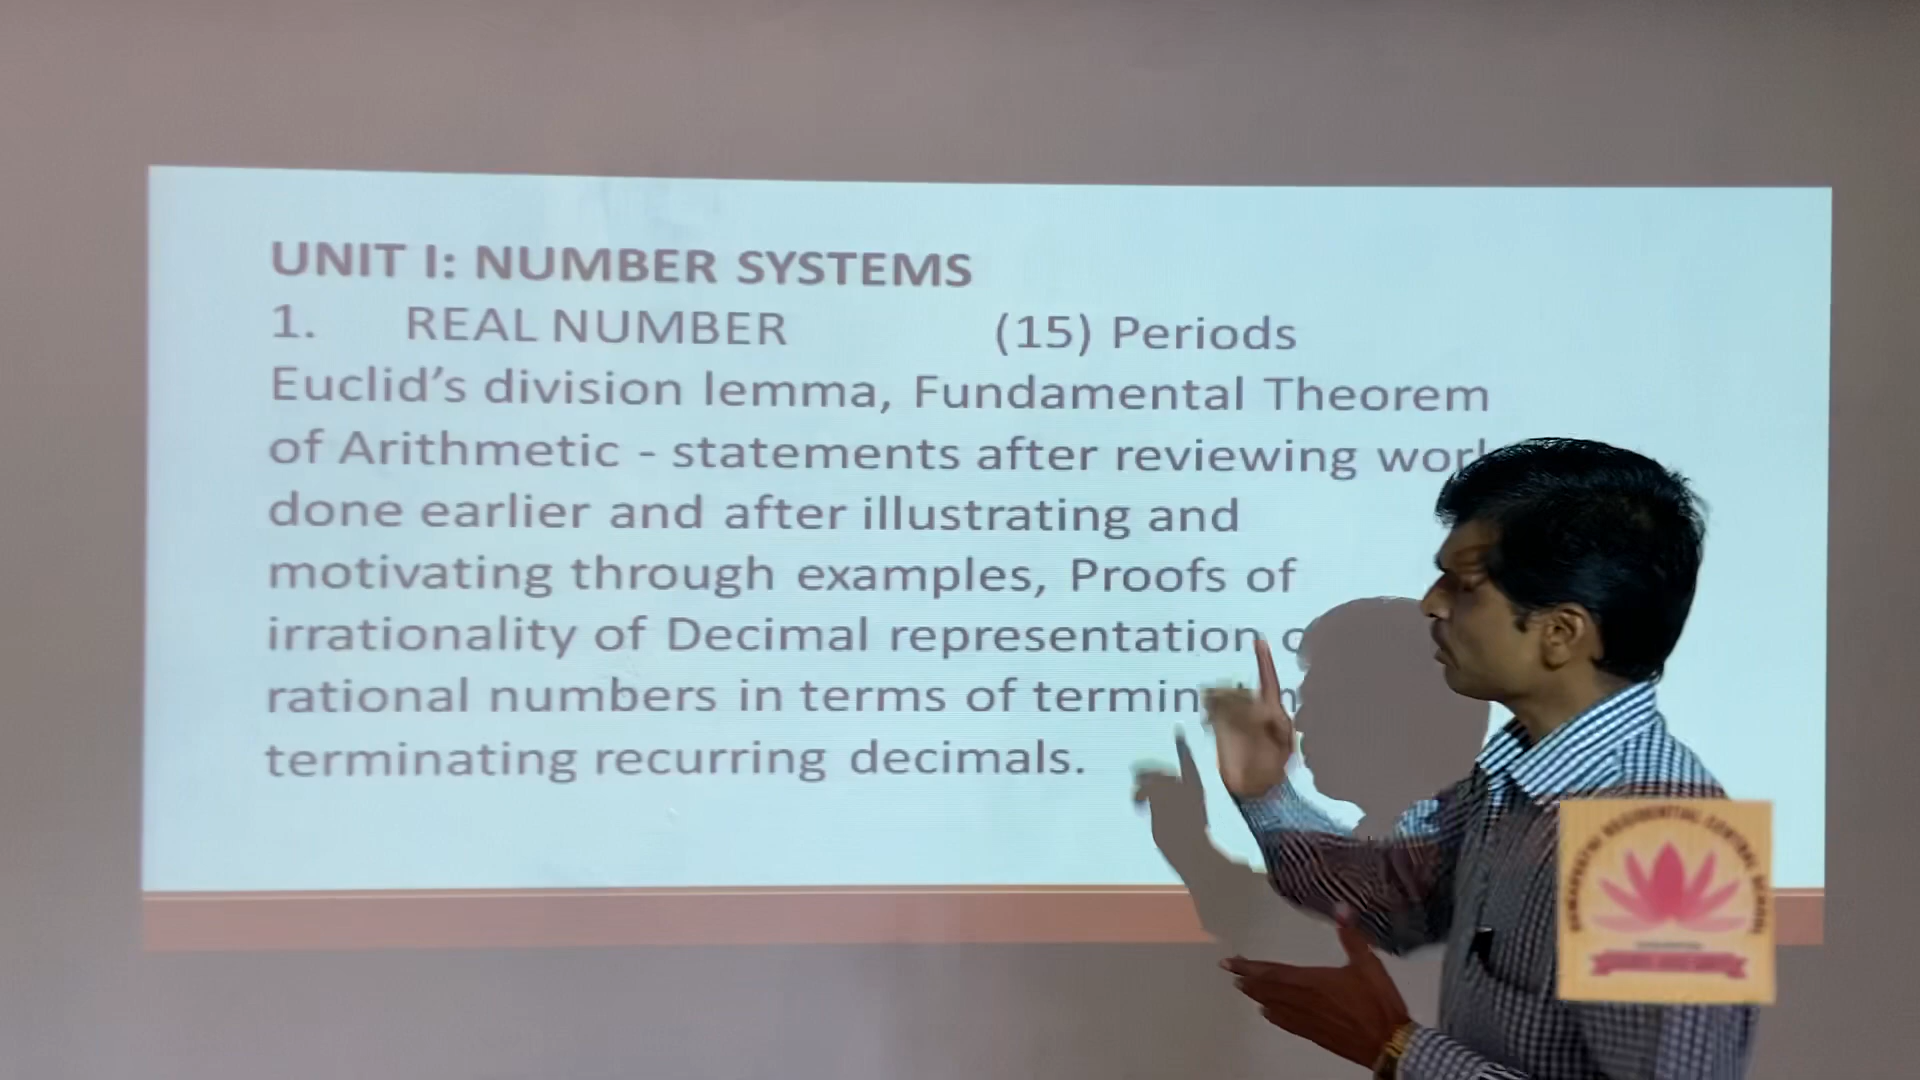 UNIT I: NUMBER SYSTEMS
1. REAL NUMBER (15) Periods
Euclid's division lemma, Fundamental Theorem
of Arithmetic - statements after reviewing
done earlier and after illustrating and
motivating through examples, Proofs of
irrationality of Decimal representation
rational numbers in terms of
terminating recurring decimals.